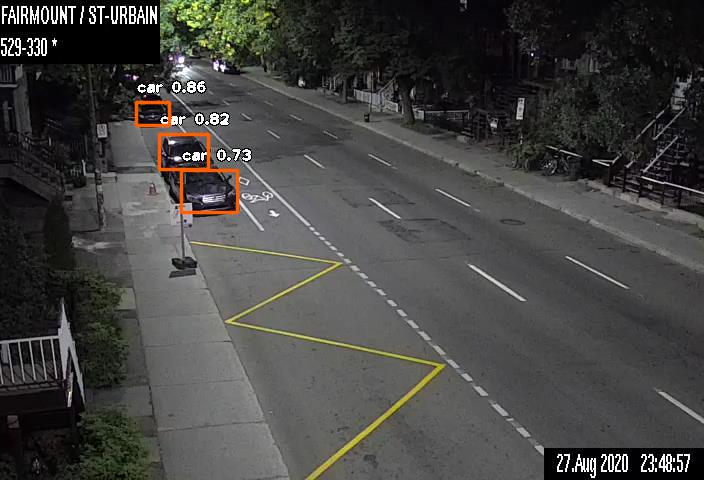 FAIRMOUNT / ST-URBAIN
529-330 *
car 0.86
car 0.82
car 0.73
27.Aug 2020 23:48:57